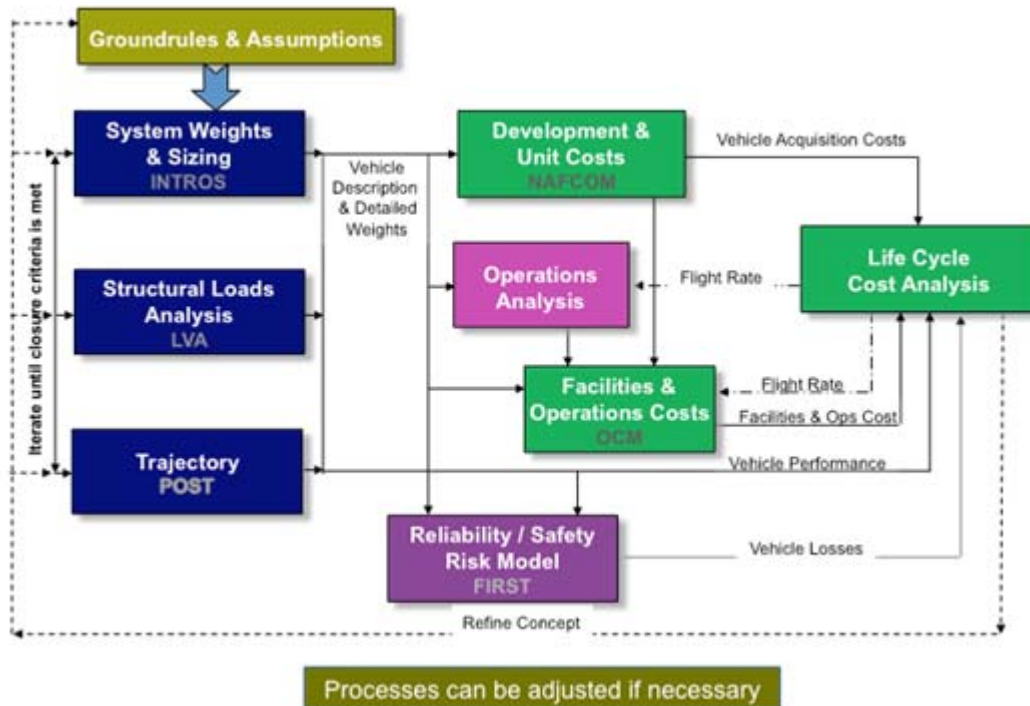 Groundrules & Assumptions
System Weights
& Sizing
INTROS
Structural Loads
Analysis
LVA
Trajectory
POST
Iterate until closure criteria is met
Vehicle
Description
& Detailed
Weights
Development &
Unit Costs
NAFCOM
Vehicle Acquisition Costs
Operations
Analysis
Flight Rate
Life Cycle
Cost Analysis
Facilities &
Operations Costs
OCM
Flight Rate
Facilities & Ops Cost
Vehicle Performance
Reliability / Safety
Risk Model
FIRST
Vehicle Losses
Refine Concept
Processes can be adjusted if necessary